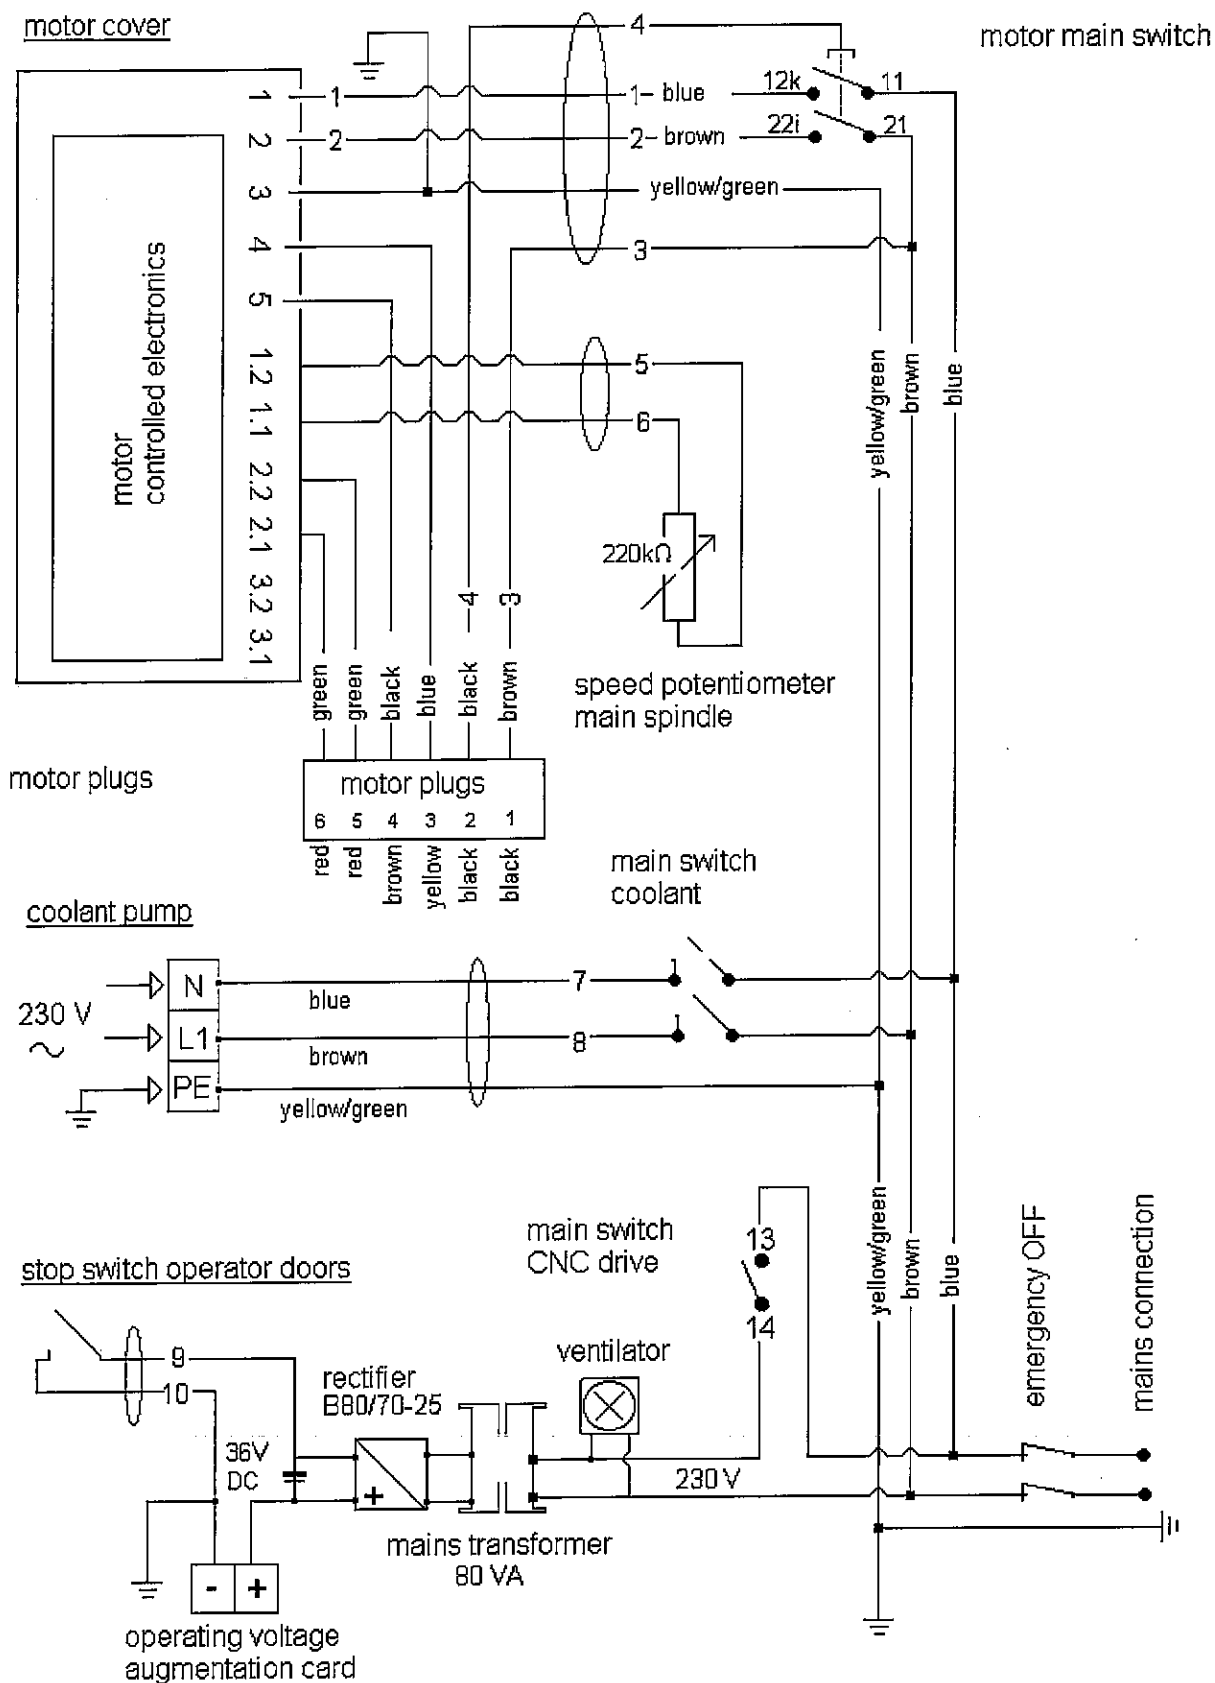 motor cover
motor main switch
4
1
1
1
blue
12k
11
2
2
2
brown
22i
21
3
yellow/green
4
3
5
motor
controlled electronics
1.2
5
1.1
6
2.2
2.1
3.2
3.1
220kΩ
yellow/green
brown
blue
4
3
green
green
black
blue
black
brown
speed potentiometer
main spindle
motor plugs
motor plugs
6 5 4 3 2 1
red
red
brown
yellow
black
black
main switch
coolant
coolant pump
230 V
~
N
blue
7
L1
brown
8
PE
yellow/green
main switch
CNC drive
13
14
yellow/green
brown
blue
emergency OFF
mains connection
stop switch operator doors
9
10
rectifier
B80/70-25
ventilator
36V
DC
+
230 V
mains transformer
80 VA
- +
operating voltage
augmentation card